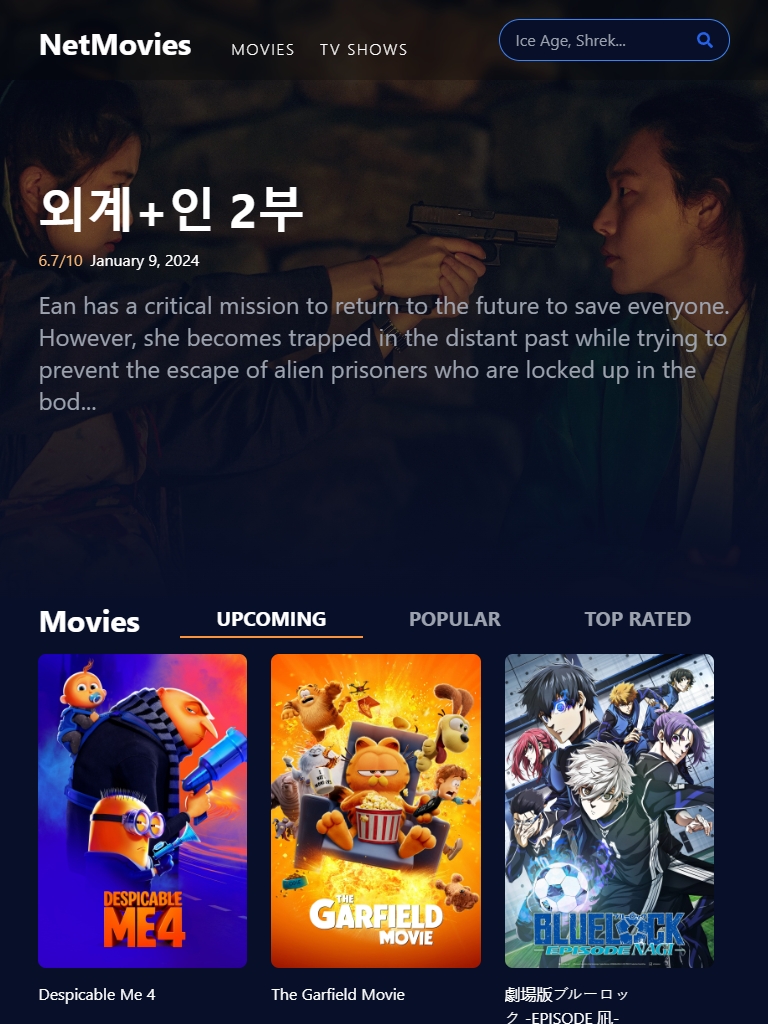 NetMovies
MOVIES
TV SHOWS
Ice Age, Shrek...
외계+인 2부
6.7/10 January 9, 2024
Ean has a critical mission to return to the future to save everyone.
However, she becomes trapped in the distant past while trying to
prevent the escape of alien prisoners who are locked up in the
bod...
Movies
UPCOMING
POPULAR
TOP RATED
DESPICABLE
ME4
THE
GARFIELD
MOVIE
BLUELOCK
EPISODE NAGI
Despicable Me 4
The Garfield Movie
劇場版ブルーロッ
ク -EPISODE 凪-